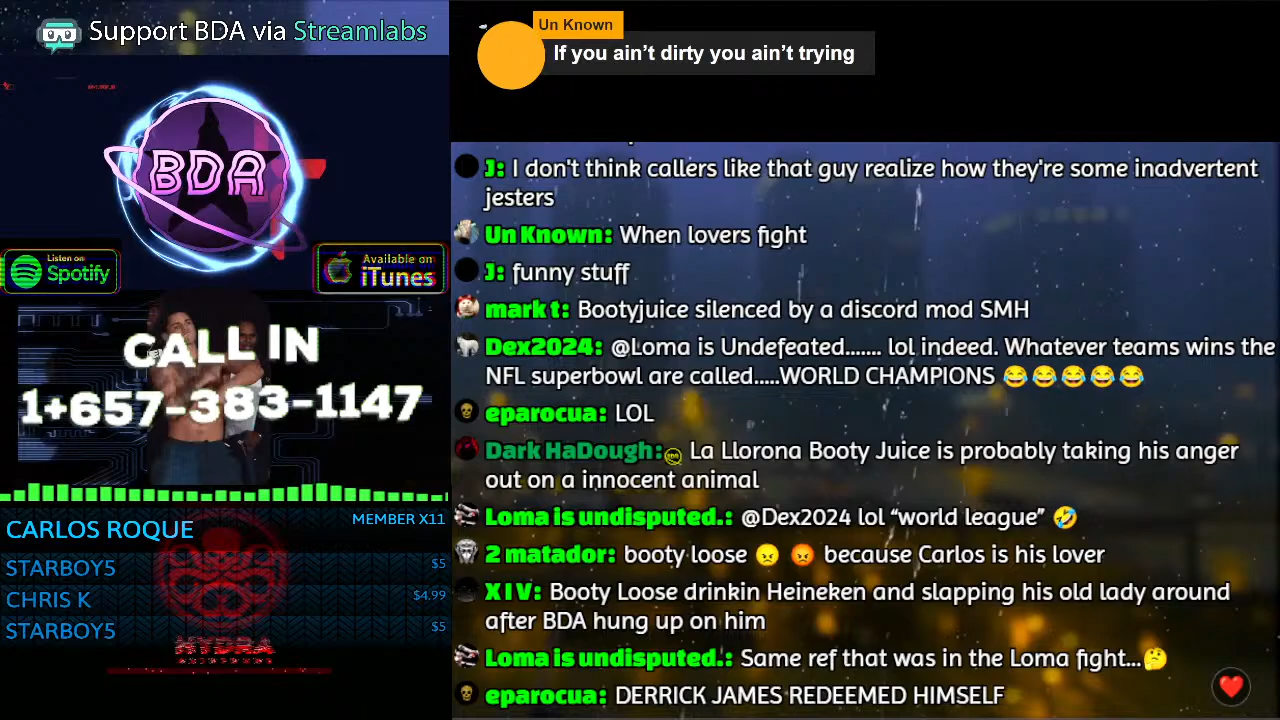 Support BDA via Streamlabs
BDA
Listen on
Spotify
Available on
iTunes
CALL IN
1+657-383-1147
CARLOS ROQUE
MEMBER X11
STARBOY5
$5
CHRIS K
$4.99
STARBOY5
$5
HYDRA
Un Known
If you ain’t dirty you ain’t trying
J: I don't think callers like that guy realize how they're some inadvertent
jesters
Un Known: When lovers fight
J: funny stuff
mark t: Bootyjuice silenced by a discord mod SMH
Dex2024: @Loma is Undefeated....... lol indeed. Whatever teams wins the
NFL superbowl are called.....WORLD CHAMPIONS 😂😂😂😂😂
eparocua: LOL
Dark HaDough: La Llorona Booty Juice is probably taking his anger
out on a innocent animal
Loma is undisputed.: @Dex2024 lol “world league” 🤣
2 matador: booty loose 😠 😡 because Carlos is his lover
X I V: Booty Loose drinkin Heineken and slapping his old lady around
after BDA hung up on him
Loma is undisputed.: Same ref that was in the Loma fight...🤔
eparocua: DERRICK JAMES REDEEMED HIMSELF